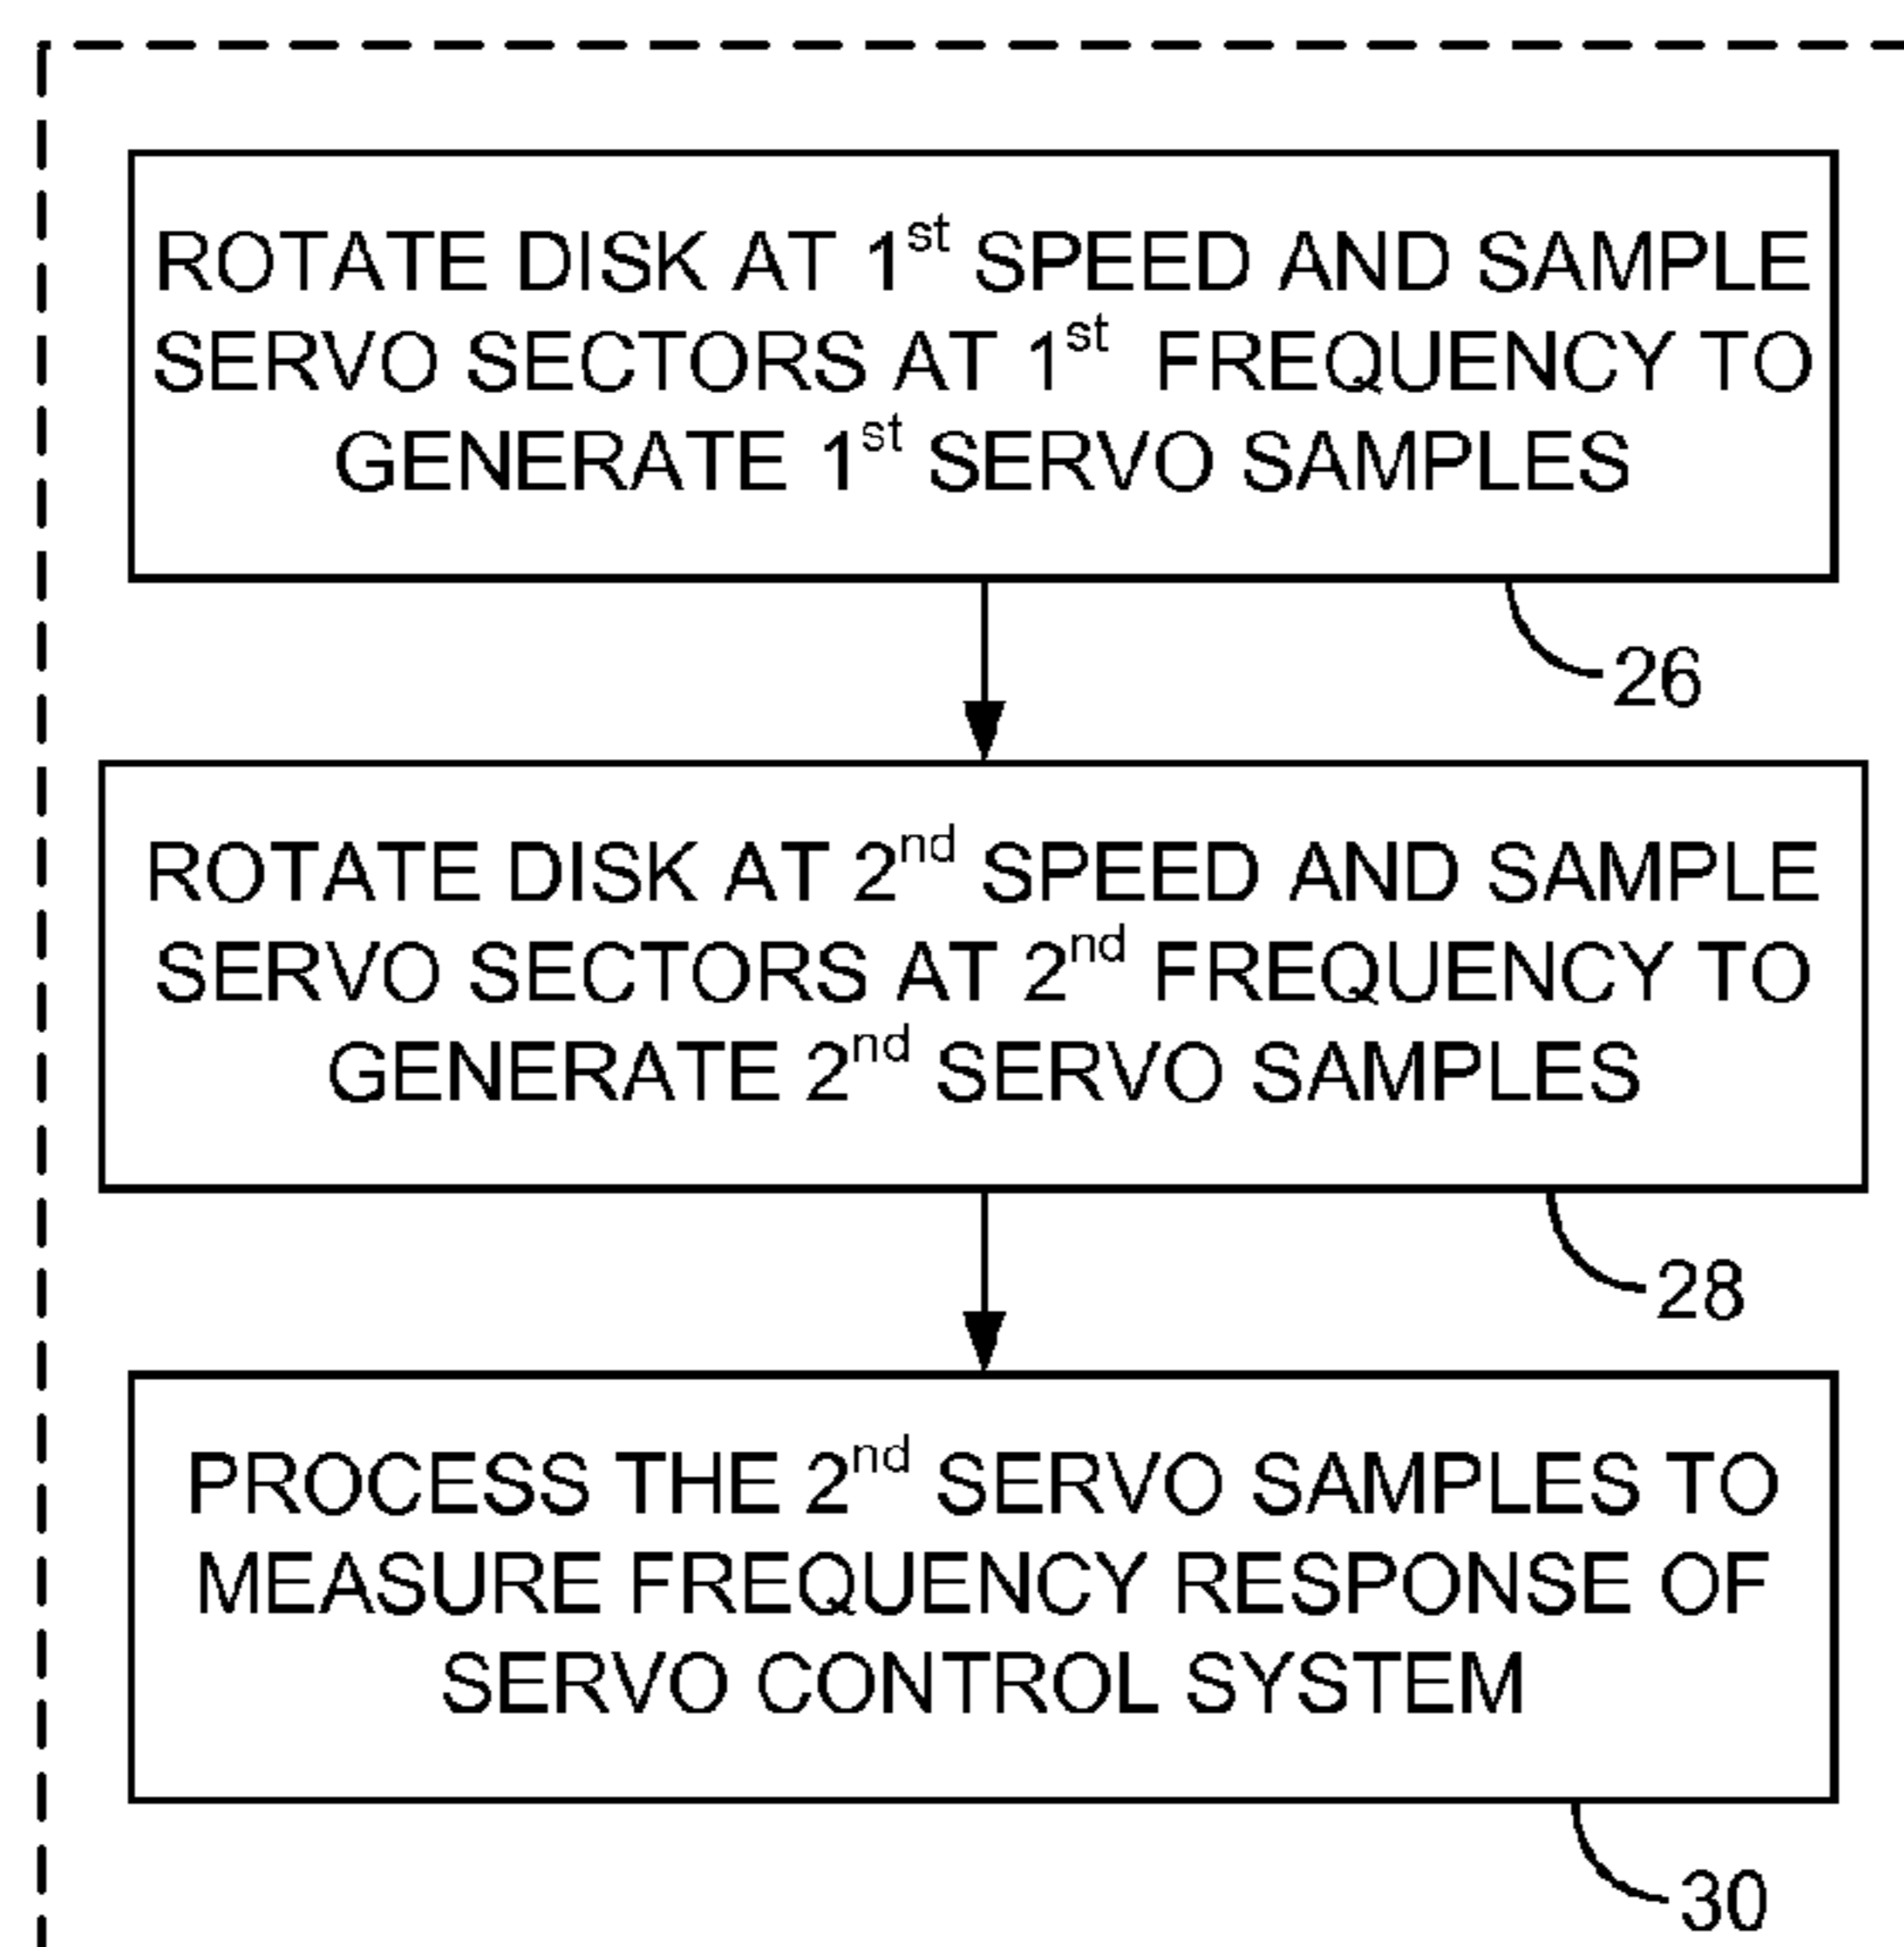 ROTATE DISK AT 1st SPEED AND SAMPLE
SERVO SECTORS AT 1st FREQUENCY TO
GENERATE 1st SERVO SAMPLES
26
ROTATE DISK AT 2nd SPEED AND SAMPLE
SERVO SECTORS AT 2nd FREQUENCY TO
GENERATE 2nd SERVO SAMPLES
28
PROCESS THE 2nd SERVO SAMPLES TO
MEASURE FREQUENCY RESPONSE OF
SERVO CONTROL SYSTEM
30